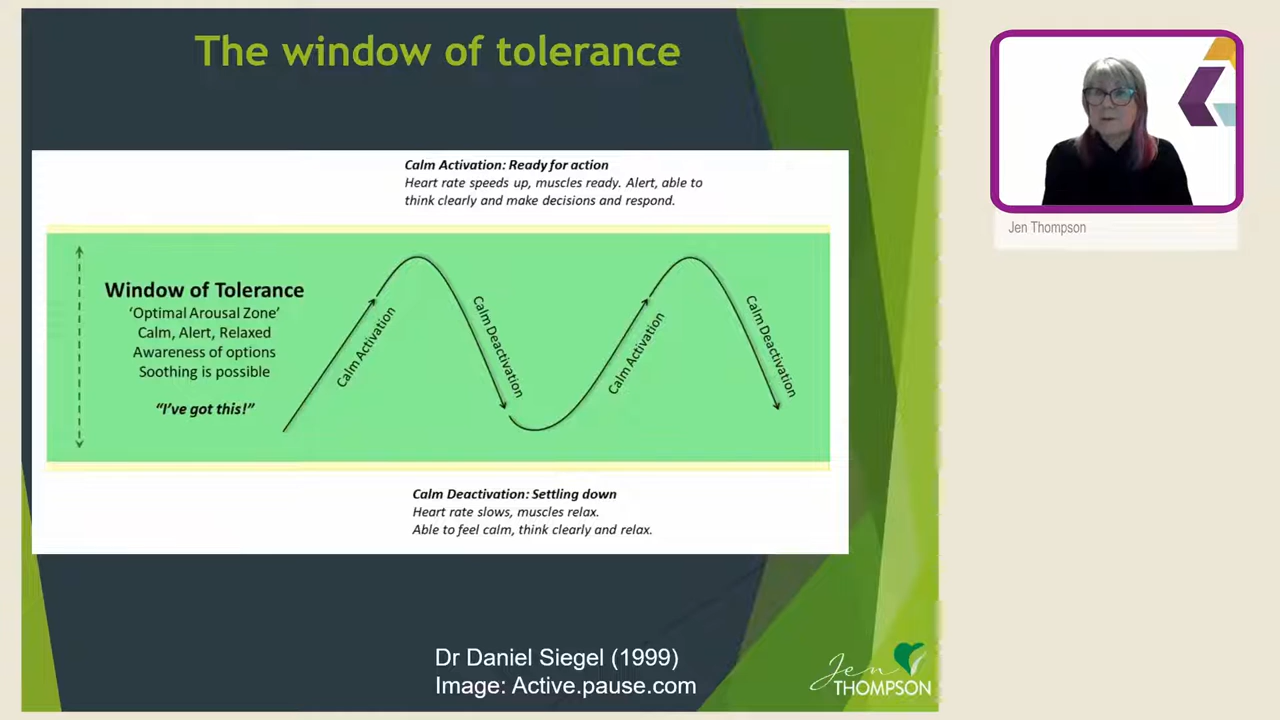 The window of tolerance
Calm Activation: Ready for action
Heart rate speeds up, muscles ready. Alert, able to
think clearly and make decisions and respond.
Window of Tolerance
‘Optimal Arousal Zone’
Calm, Alert, Relaxed
Awareness of options
Soothing is possible
“I’ve got this!”
Calm Activation
Calm Deactivation
Calm Activation
Calm Deactivation
Calm Deactivation: Settling down
Heart rate slows, muscles relax.
Able to feel calm, think clearly and relax.
Dr Daniel Siegel (1999)
Image: Active.pause.com
Jen
THOMPSON
Jen Thompson